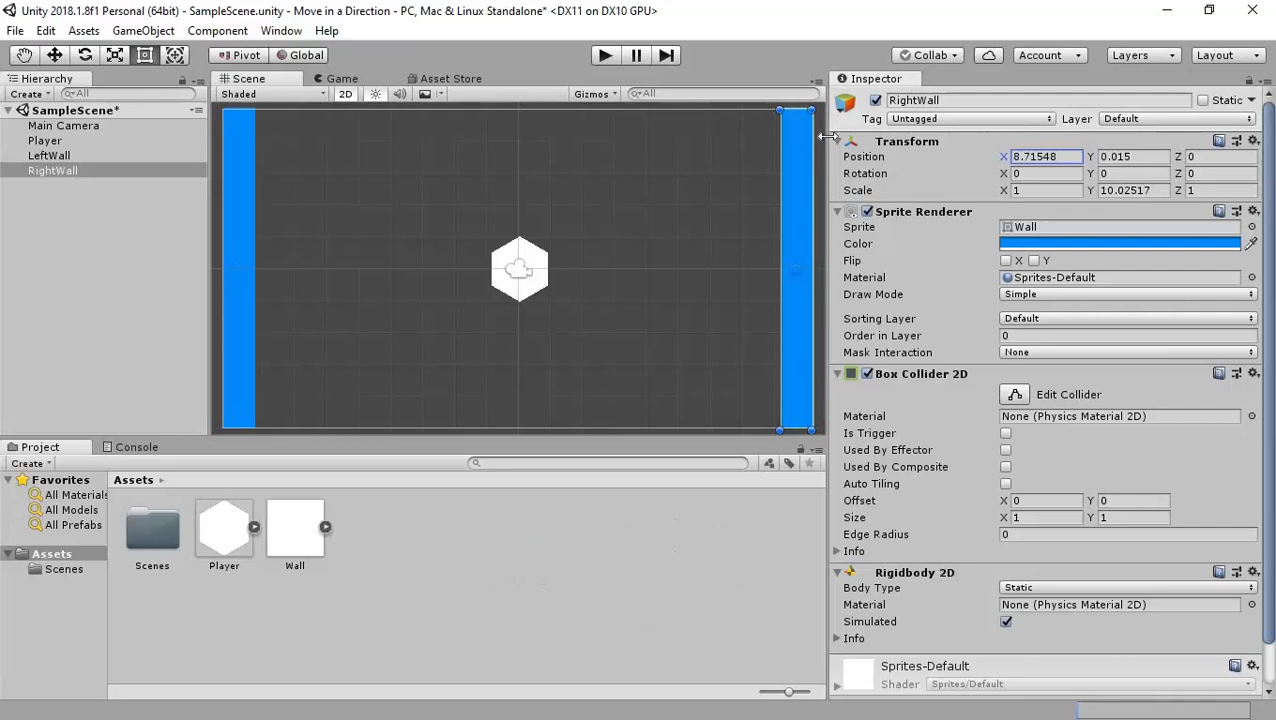 Unity 2018.1.8f1 Personal (64bit) - SampleScene.unity - Move in a Direction - PC, Mac & Linux Standalone* <DX11 on DX10 GPU>
File Edit Assets GameObject Component Window Help
Pivot Global Collab Account Layers Layout
Hierarchy
Create All
SampleScene*
Main Camera
Player
LeftWall
RightWall
Scene Game Asset Store
Shaded 2D Gizmos All
Inspector
RightWall Static
Tag Untagged Layer Default
Transform
Position X 8.71548 Y 0.015 Z 0
Rotation X 0 Y 0 Z 0
Scale X 1 Y 10.02517 Z 1
Sprite Renderer
Sprite Wall
Color
Flip X Y
Material Sprites-Default
Draw Mode Simple
Sorting Layer Default
Order in Layer 0
Mask Interaction None
Box Collider 2D
Edit Collider
Material None (Physics Material 2D)
Is Trigger
Used By Effector
Used By Composite
Auto Tiling
Offset X 0 Y 0
Size X 1 Y 1
Edge Radius 0
Info
Rigidbody 2D
Body Type Static
Material None (Physics Material 2D)
Simulated
Info
Sprites-Default
Shader Sprites/Default
Project Console
Create
Favorites
All Materials
All Models
All Prefabs
Assets
Scenes
Assets
Scenes Player Wall